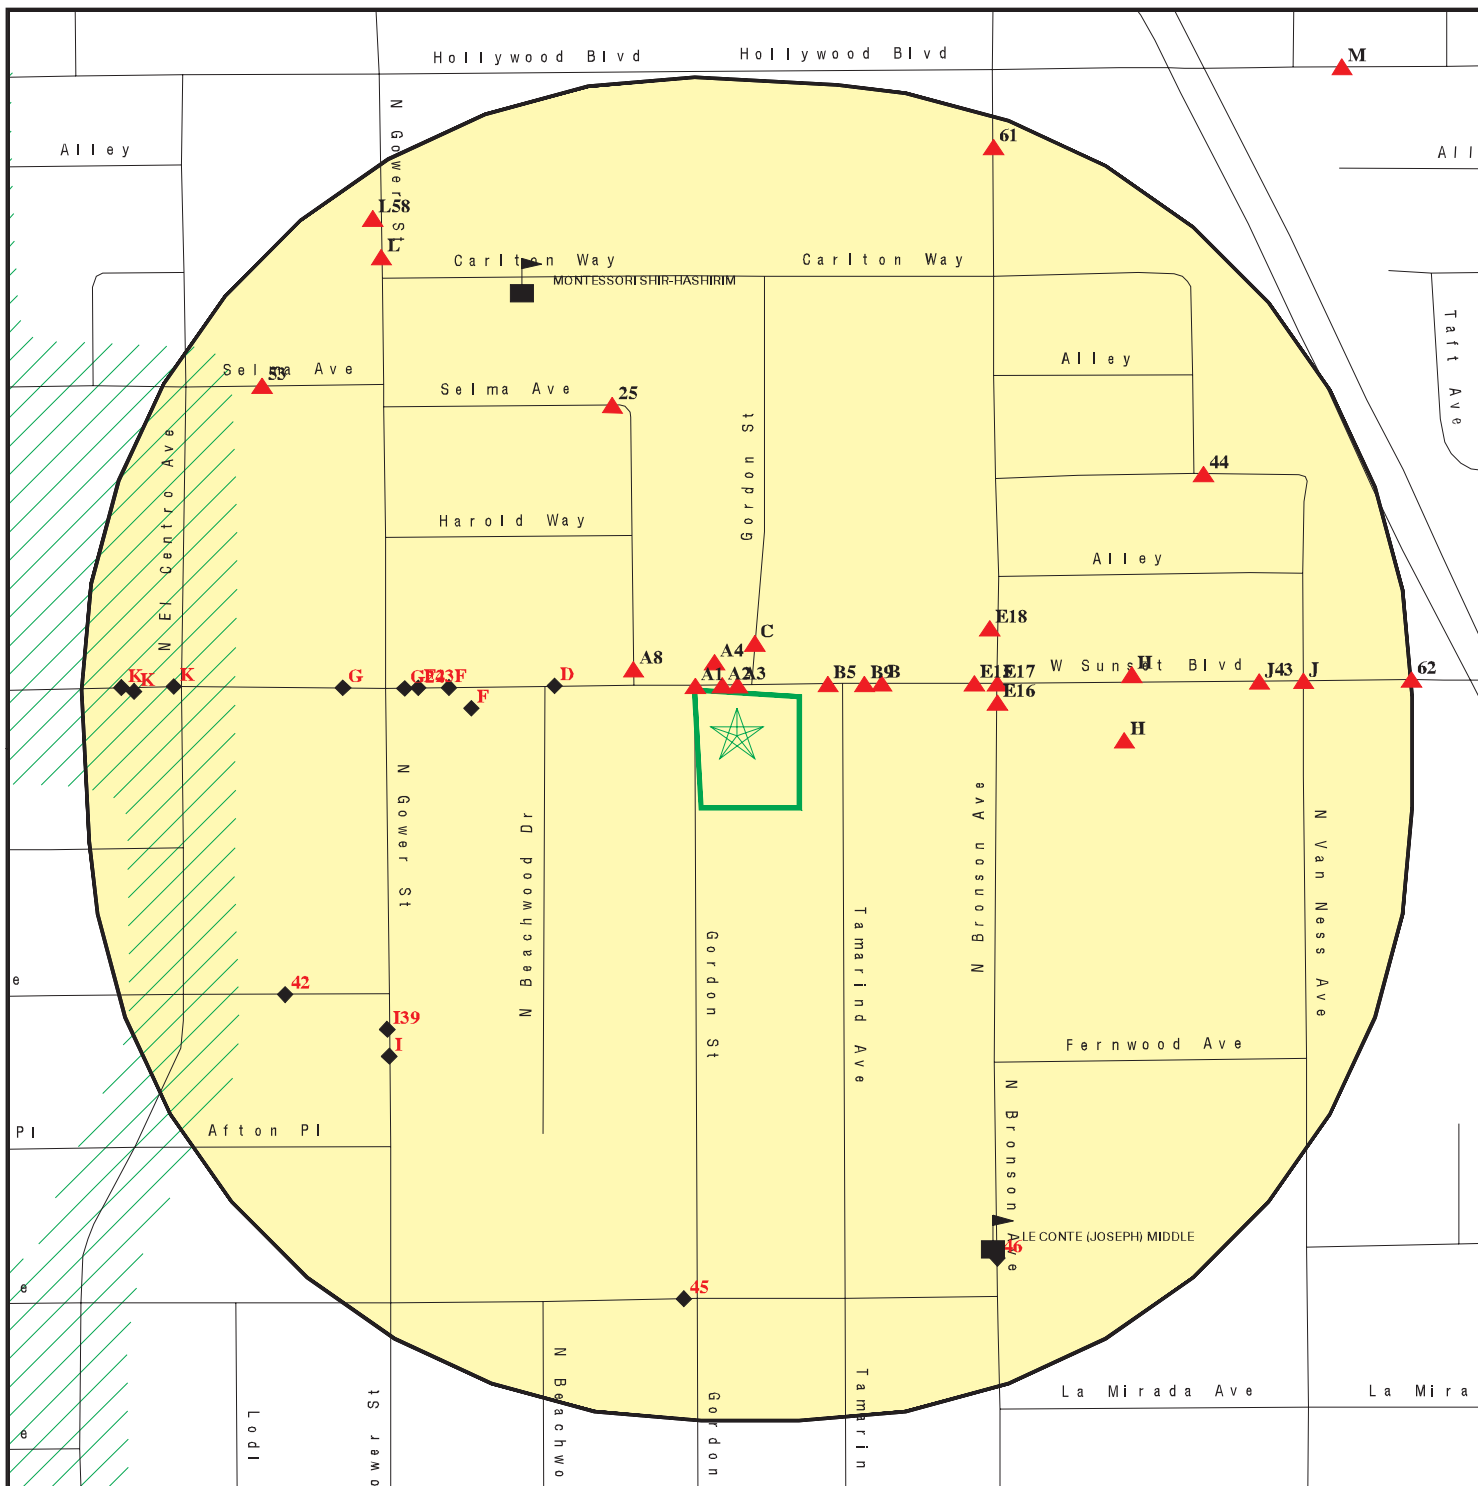 Hollywood Blvd
Hollywood Blvd
M
N Gower St
61
Alley
All
L58
L
Carlton Way
Carlton Way
MONTESSORI SHIR-HASHIRIM
Taft Ave
Selma Ave
53
Alley
Selma Ave
25
Gordon St
N El Centro Ave
44
Harold Way
Alley
E18
C
A4
A8
W Sunset Blvd
H
K
K
K
G
F
D
A1
A2
A3
B5
B9
B
E17
J43
J
62
F
E16
H
N Gower St
N Beachwood Dr
N Bronson Ave
N Van Ness Ave
Tamarind Ave
Gordon St
e
42
I39
I
Fernwood Ave
N Bronson Ave
Pl
Afton Pl
LE CONTE (JOSEPH) MIDDLE
46
e
45
N Beachwo
Tamarin
Gordon
La Mirada Ave
La Mira
Lodi
ower St
e